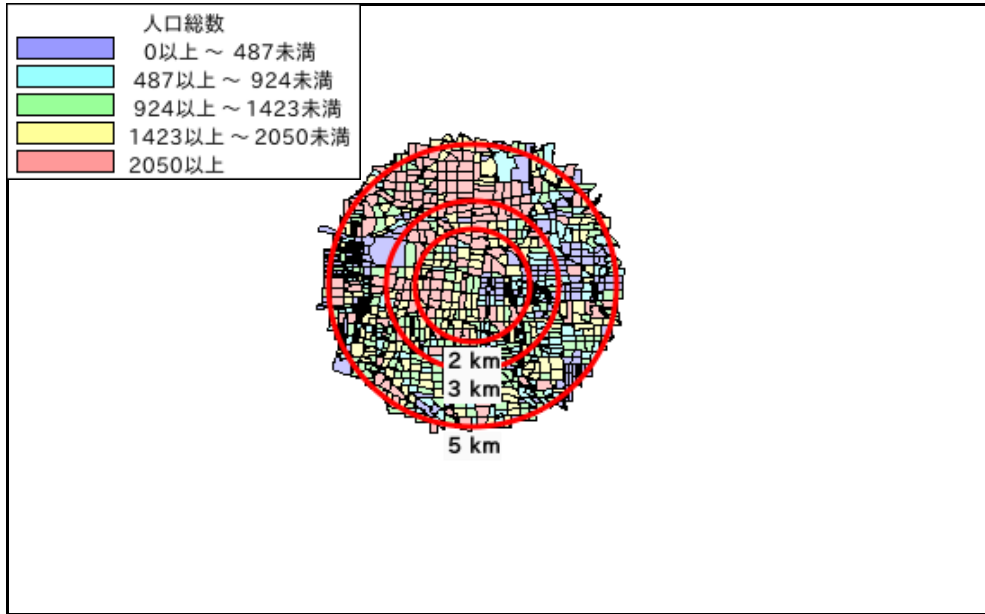 人口総数
0以上 ～ 487未満
487以上 ～ 924未満
924以上 ～ 1423未満
1423以上 ～ 2050未満
2050以上
2 km
3 km
5 km